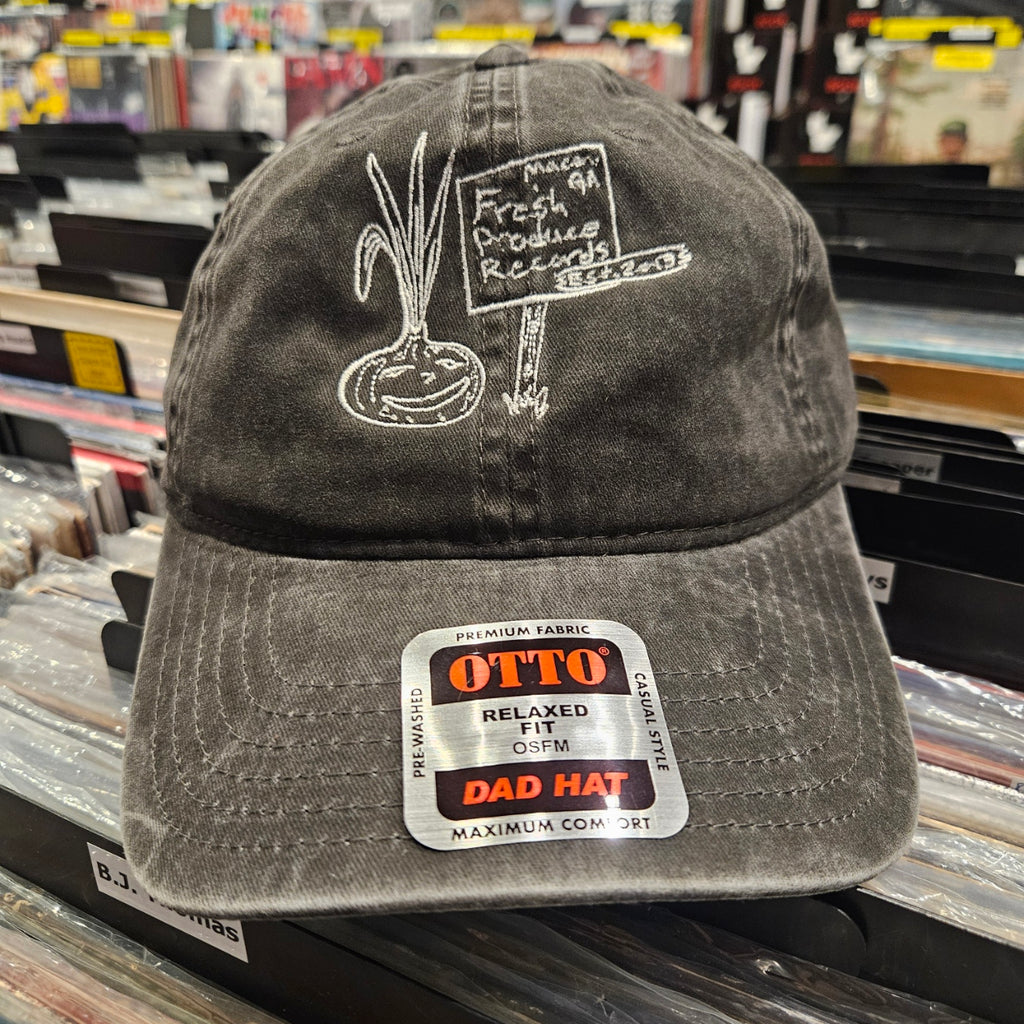 Macon,
GA
Fresh
Produce
Records
Est. 2013
PREMIUM FABRIC
OTTO®
PRE-WASHED
RELAXED
FIT
OSFM
CASUAL STYLE
DAD HAT
MAXIMUM COMFORT
B.J. Thomas